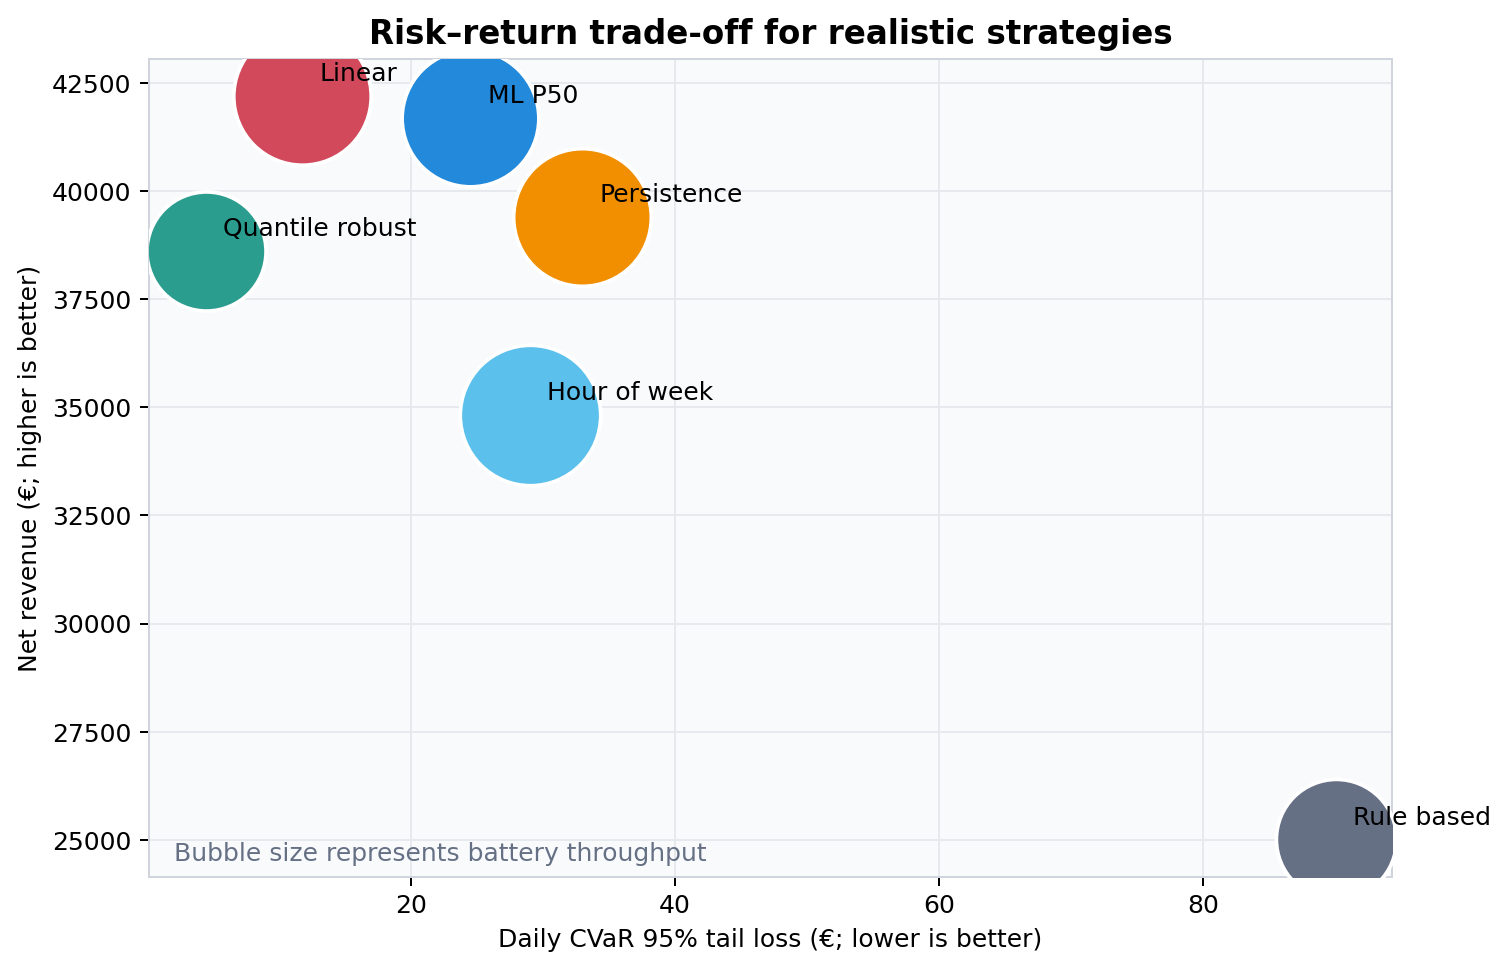 Risk–return trade-off for realistic strategies
Net revenue (€; higher is better)
42500
40000
37500
35000
32500
30000
27500
25000
Linear
ML P50
Persistence
Quantile robust
Hour of week
Rule based
Bubble size represents battery throughput
20
40
60
80
Daily CVaR 95% tail loss (€; lower is better)